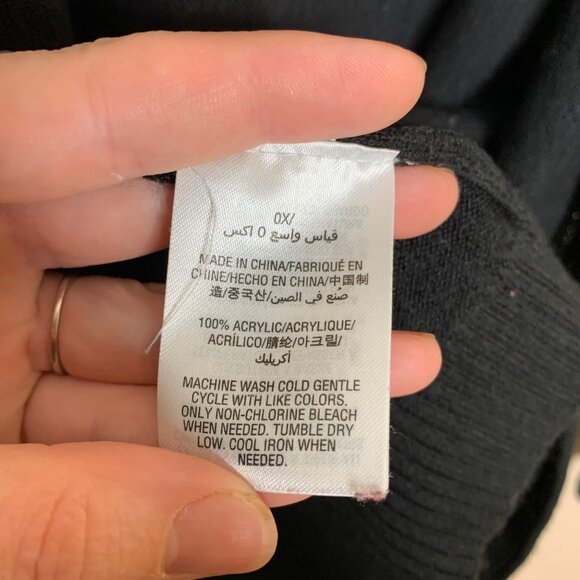 0X/
قياس واسع 0 اكس
MADE IN CHINA/FABRIQUÉ EN
CHINE/HECHO EN CHINA/中国制
造/중국산/صنع في الصين
100% ACRYLIC/ACRYLIQUE/
ACRÍLICO/腈纶/아크릴/
أكريليك
MACHINE WASH COLD GENTLE
CYCLE WITH LIKE COLORS.
ONLY NON-CHLORINE BLEACH
WHEN NEEDED. TUMBLE DRY
LOW. COOL IRON WHEN
NEEDED.